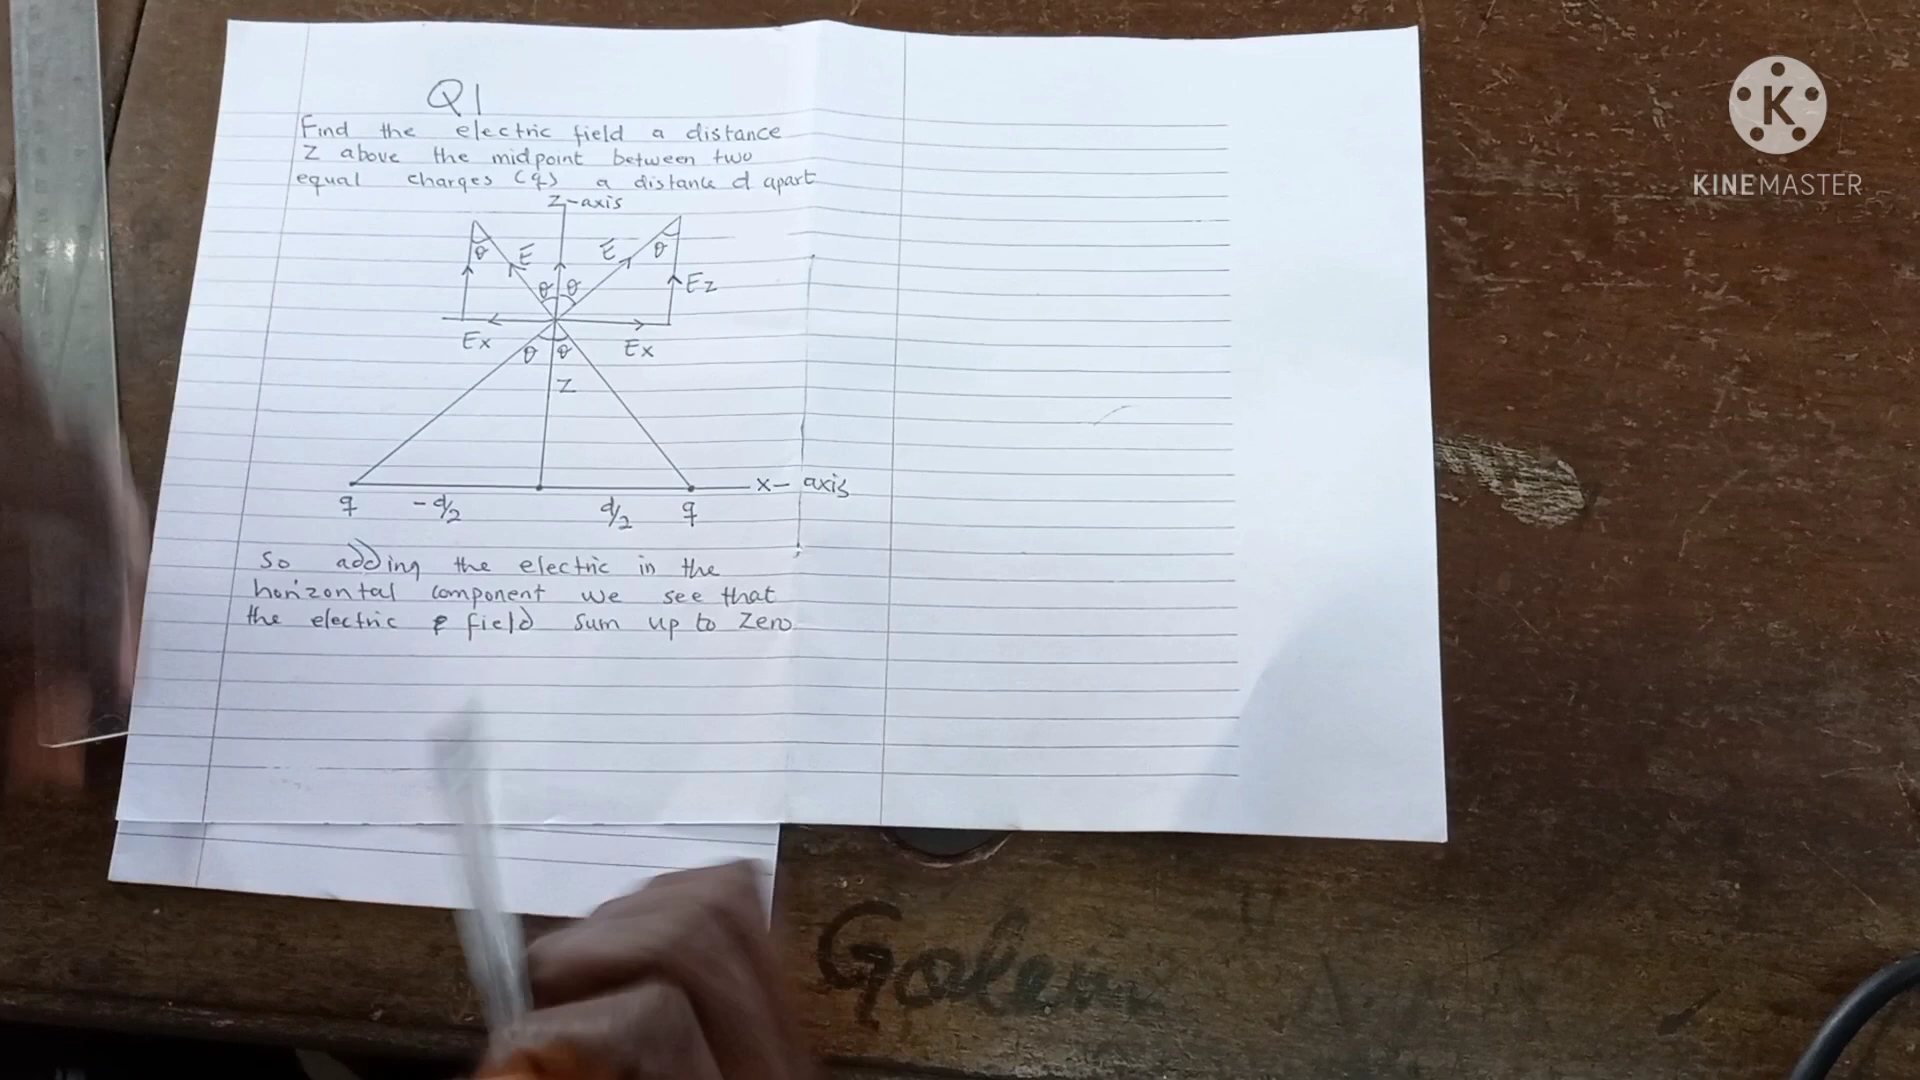 Q1
Find the electric field a distance
Z above the midpoint between two
equal charges (q) a distance d apart
Z-axis
θ E E θ
θ θ Ez
Ex θ θ Ex
Z
x- axis
q -d/2 d/2 q
So adding the electric in the
horizontal component we see that
the electric field sum up to Zero
K
KINEMASTER